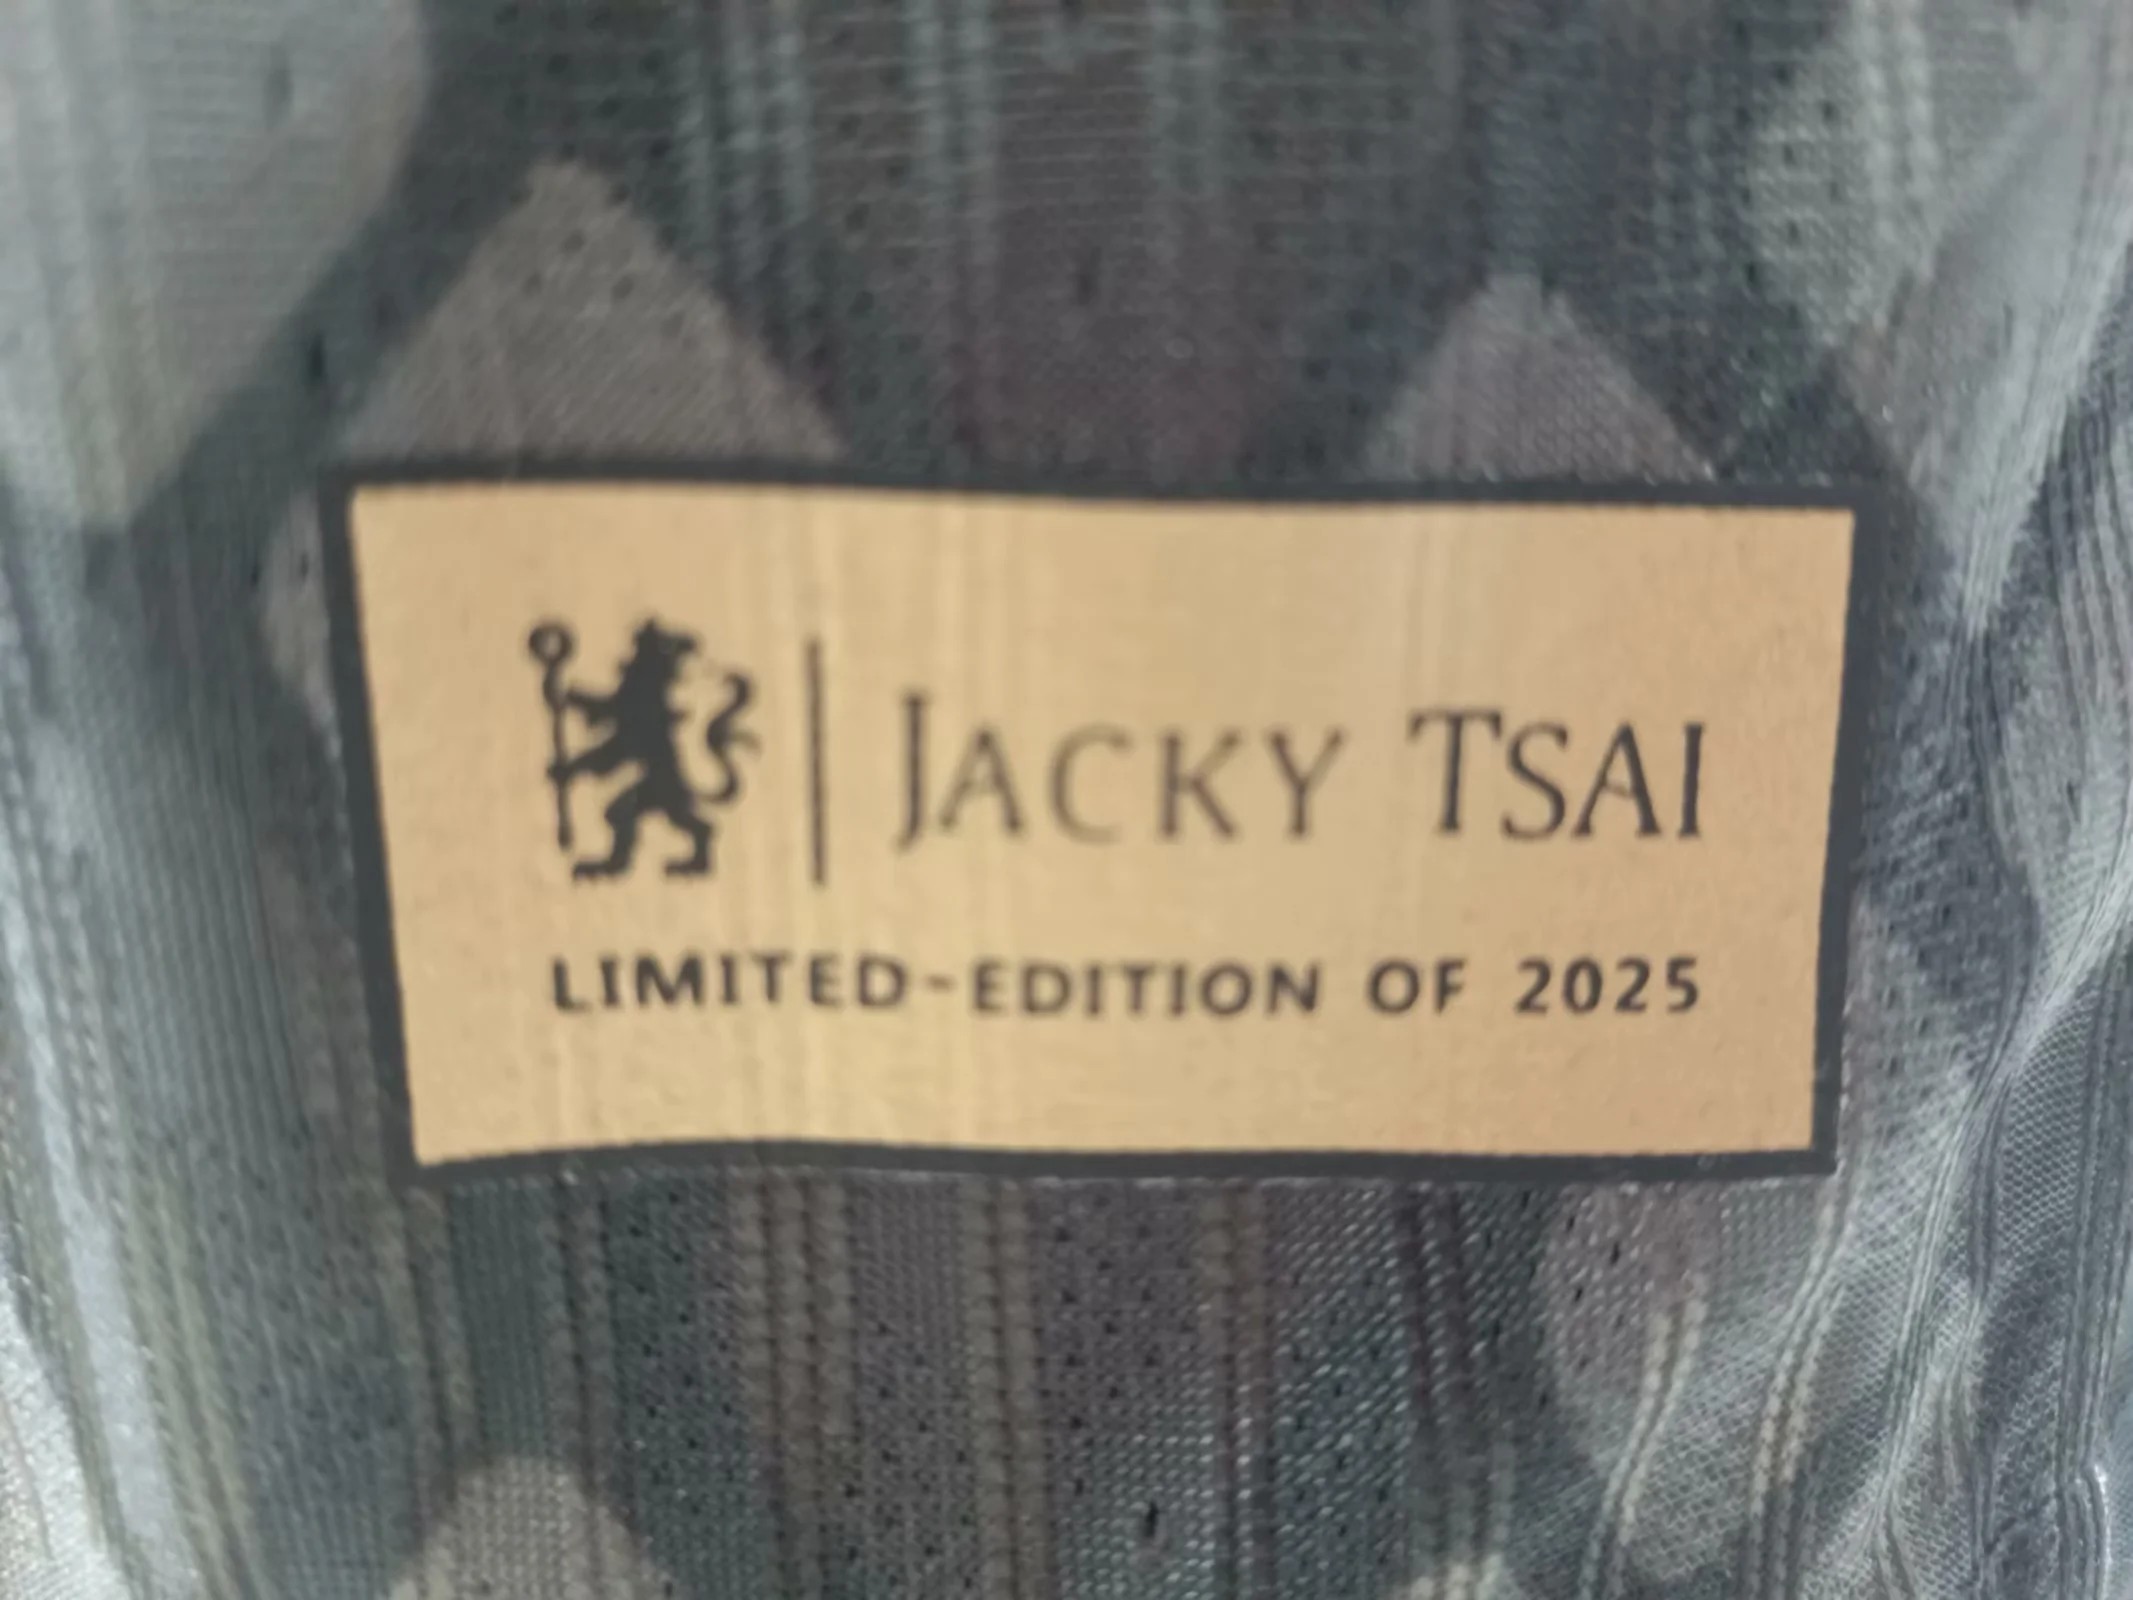 JACKY TSAI
LIMITED-EDITION OF 2025